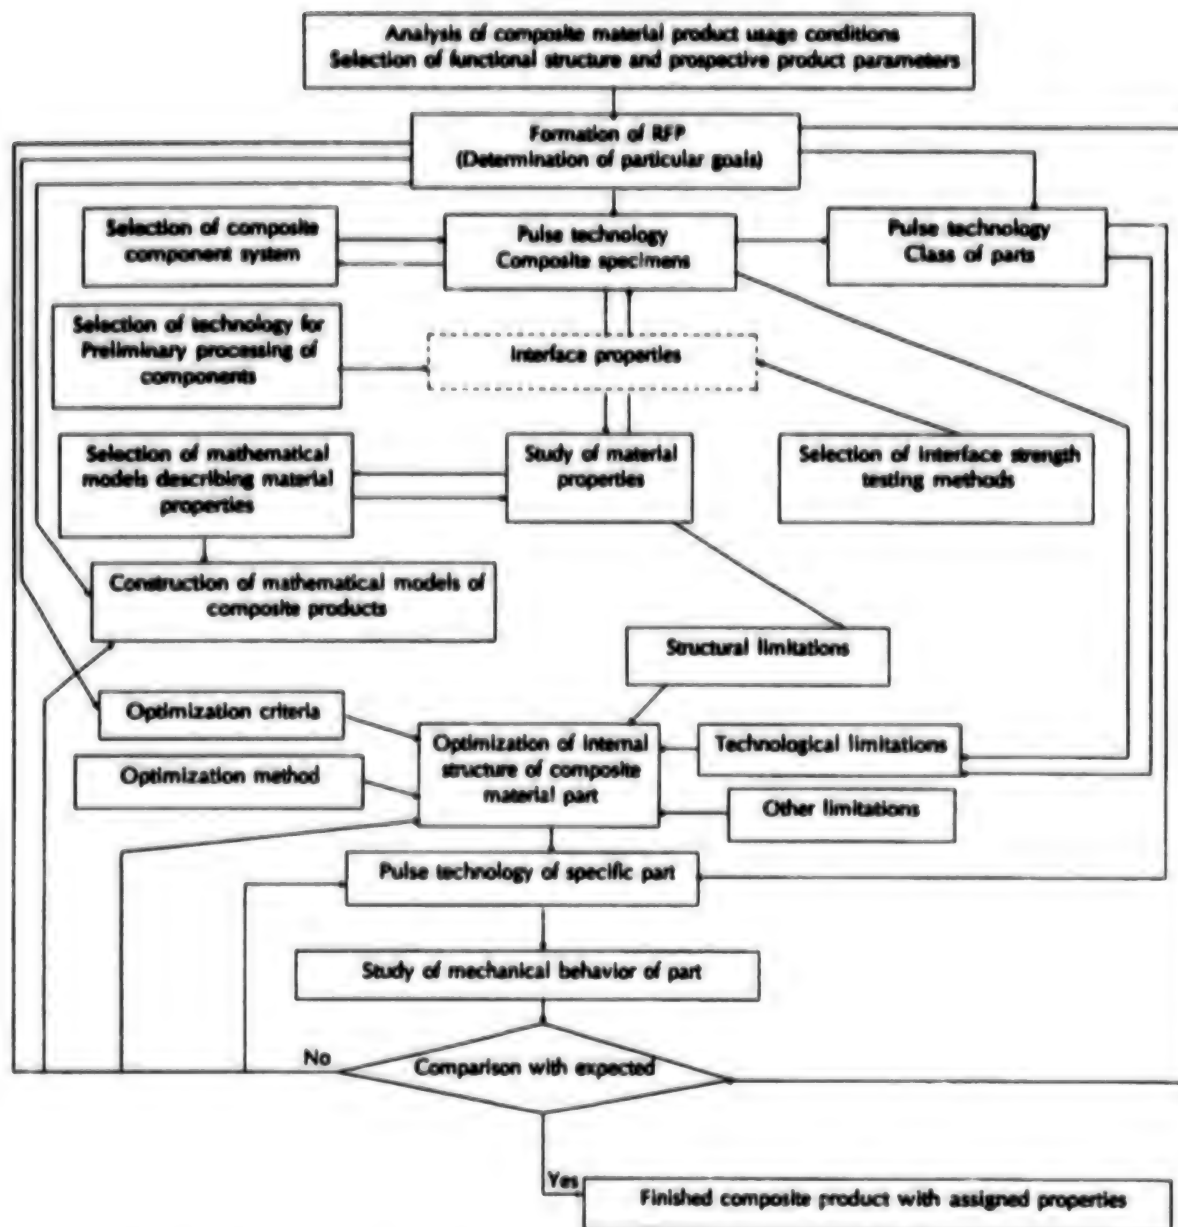 Analysis of composite material product usage conditions
Selection of functional structure and prospective product parameters
Formation of RFP
(Determination of particular goals)
Selection of composite
component system
Pulse technology
Composite specimens
Pulse technology
Class of parts
Selection of technology for
Preliminary processing of
components
Interface properties
Selection of mathematical
models describing material
properties
Study of material
properties
Selection of interface strength
testing methods
Construction of mathematical models of
composite products
Structural limitations
Optimization criteria
Optimization of internal
structure of composite
material part
Technological limitations
Optimization method
Other limitations
Pulse technology of specific part
Study of mechanical behavior of part
No
Comparison with expected
Yes
Finished composite product with assigned properties